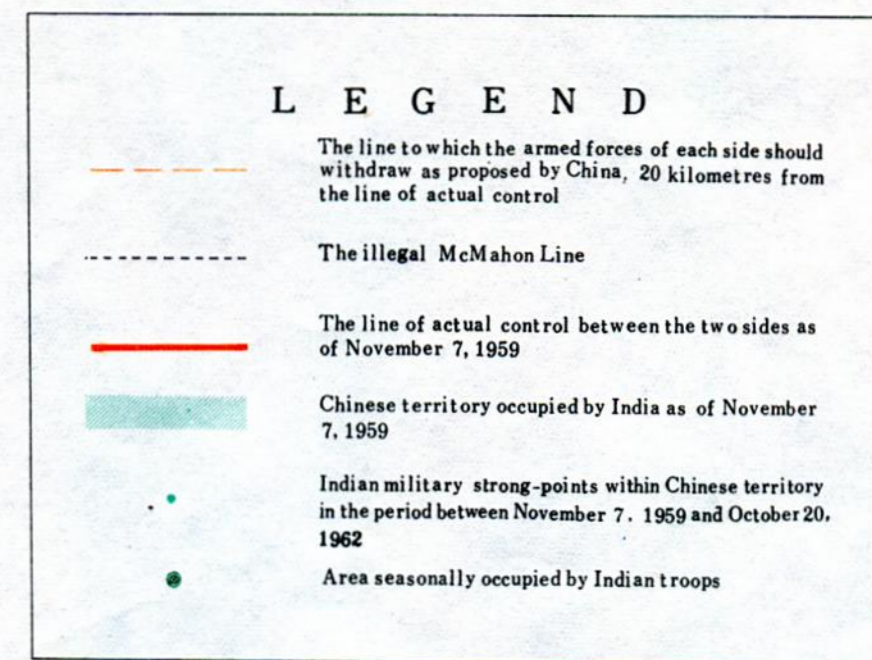 LEGEND
The line to which the armed forces of each side should
withdraw as proposed by China, 20 kilometres from
the line of actual control
The illegal McMahon Line
The line of actual control between the two sides as
of November 7, 1959
Chinese territory occupied by India as of November
7, 1959
Indian military strong-points within Chinese territory
in the period between November 7. 1959 and October 20,
1962
Area seasonally occupied by Indian troops